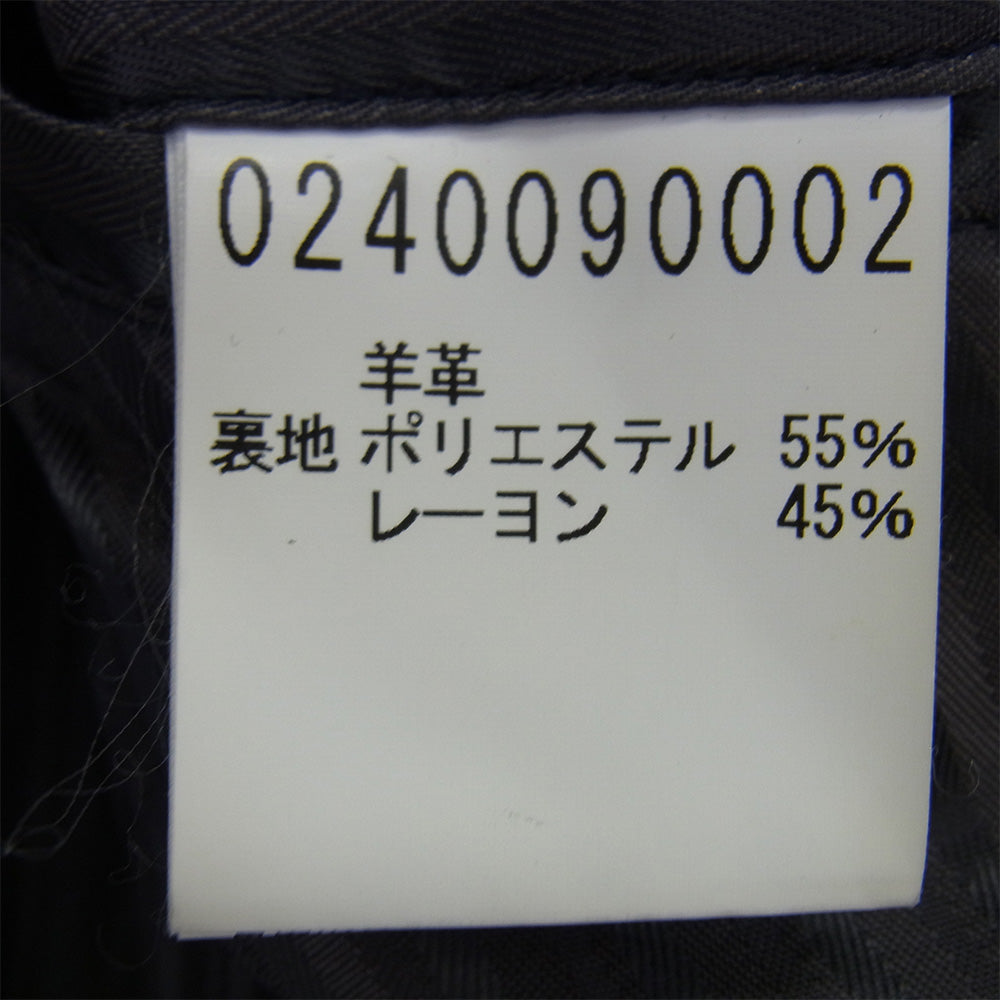 0240090002
羊革
裏地 ポリエステル 55%
レーヨン 45%